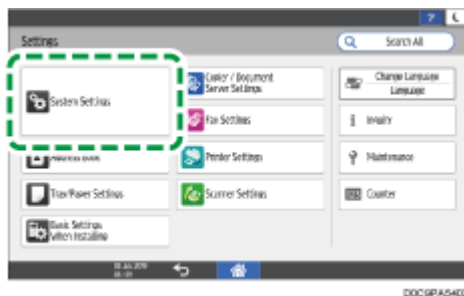 Settings
Search All
System Settings
Copier / Document
Server Settings
Change Language
Language
Fax Settings
Inquiry
Address Book
Printer Settings
Maintenance
Tray/Paper Settings
Scanner Settings
Counter
Basic Settings
When Installing